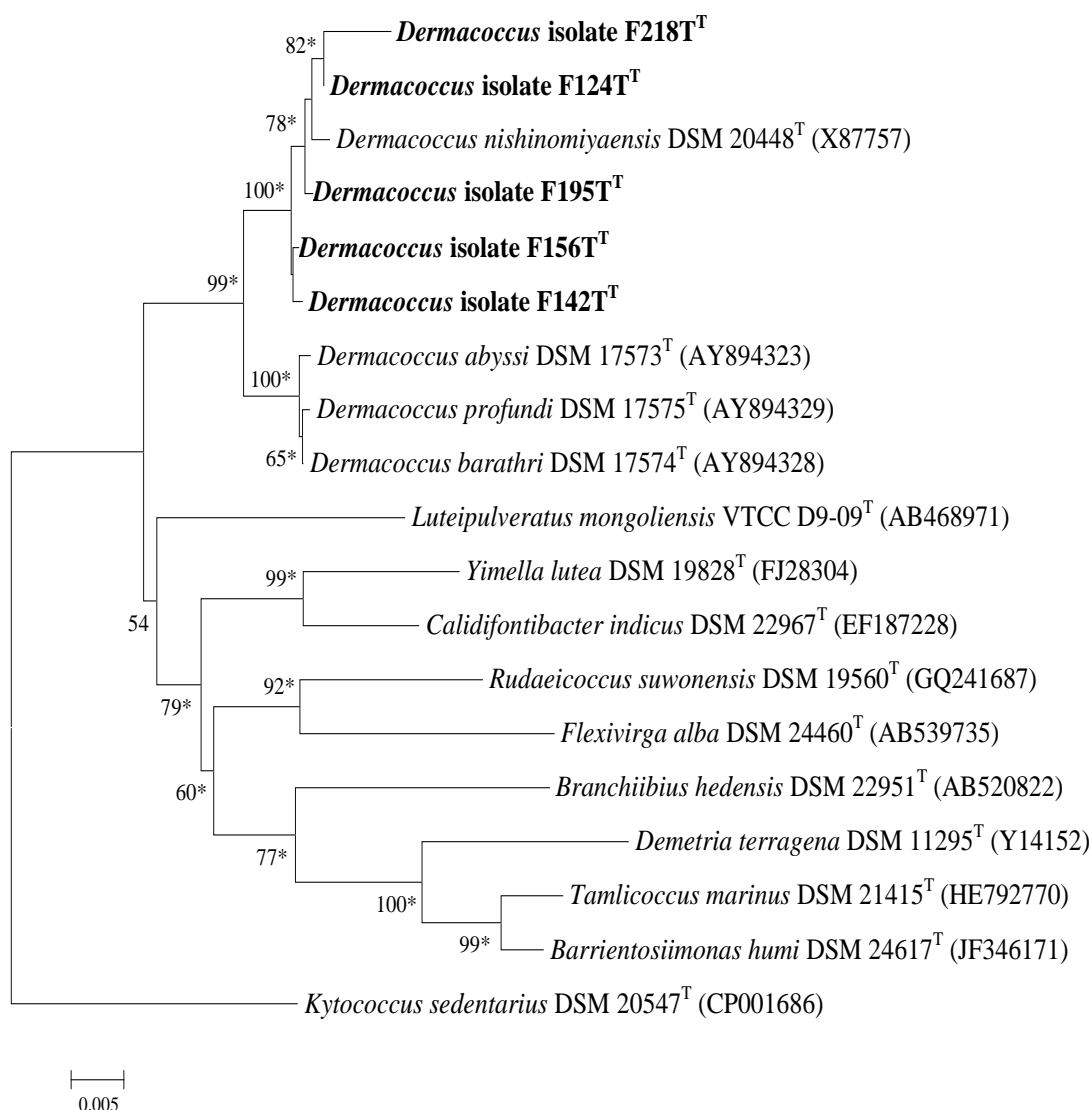 Dermacoccus isolate F218T^T
82*
Dermacoccus isolate F124T^T
78*
Dermacoccus nishinomiyaensis DSM 20448^T (X87757)
100*
Dermacoccus isolate F195T^T
Dermacoccus isolate F156T^T
99*
Dermacoccus isolate F142T^T
Dermacoccus abyssi DSM 17573^T (AY894323)
100*
Dermacoccus profundi DSM 17575^T (AY894329)
65*
Dermacoccus barathri DSM 17574^T (AY894328)
Luteipulveratus mongoliensis VTCC D9-09^T (AB468971)
Yimella lutea DSM 19828^T (FJ28304)
99*
54
Calidifontibacter indicus DSM 22967^T (EF187228)
Rudaeicoccus suwonensis DSM 19560^T (GQ241687)
92*
79*
Flexivirga alba DSM 24460^T (AB539735)
60*
Branchiibius hedensis DSM 22951^T (AB520822)
Demetria terragena DSM 11295^T (Y14152)
77*
Tamlicoccus marinus DSM 21415^T (HE792770)
100*
99*
Barrientosiimonas humi DSM 24617^T (JF346171)
Kytococcus sedentarius DSM 20547^T (CP001686)
0.005